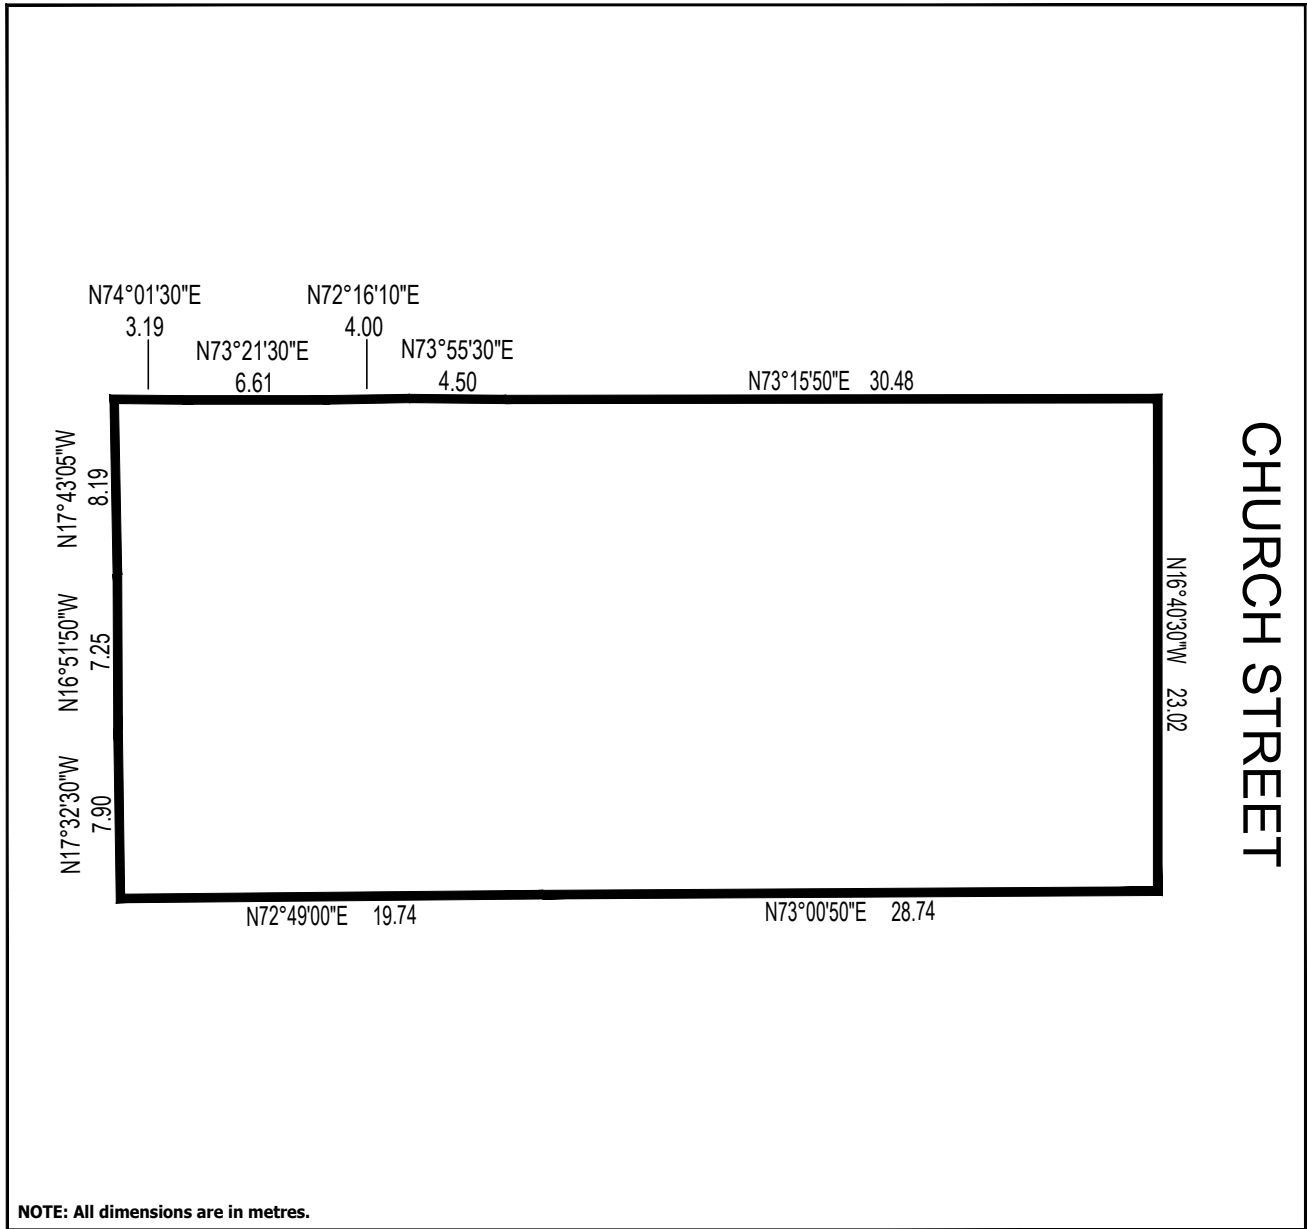 N74°01'30"E
3.19
N72°16'10"E
4.00
N73°21'30"E
6.61
N73°55'30"E
4.50
N73°15'50"E 30.48
N17°43'05"W
8.19
N16°51'50"W
7.25
N17°32'30"W
7.90
N16°40'30"W 23.02
CHURCH STREET
N72°49'00"E 19.74
N73°00'50"E 28.74
NOTE: All dimensions are in metres.